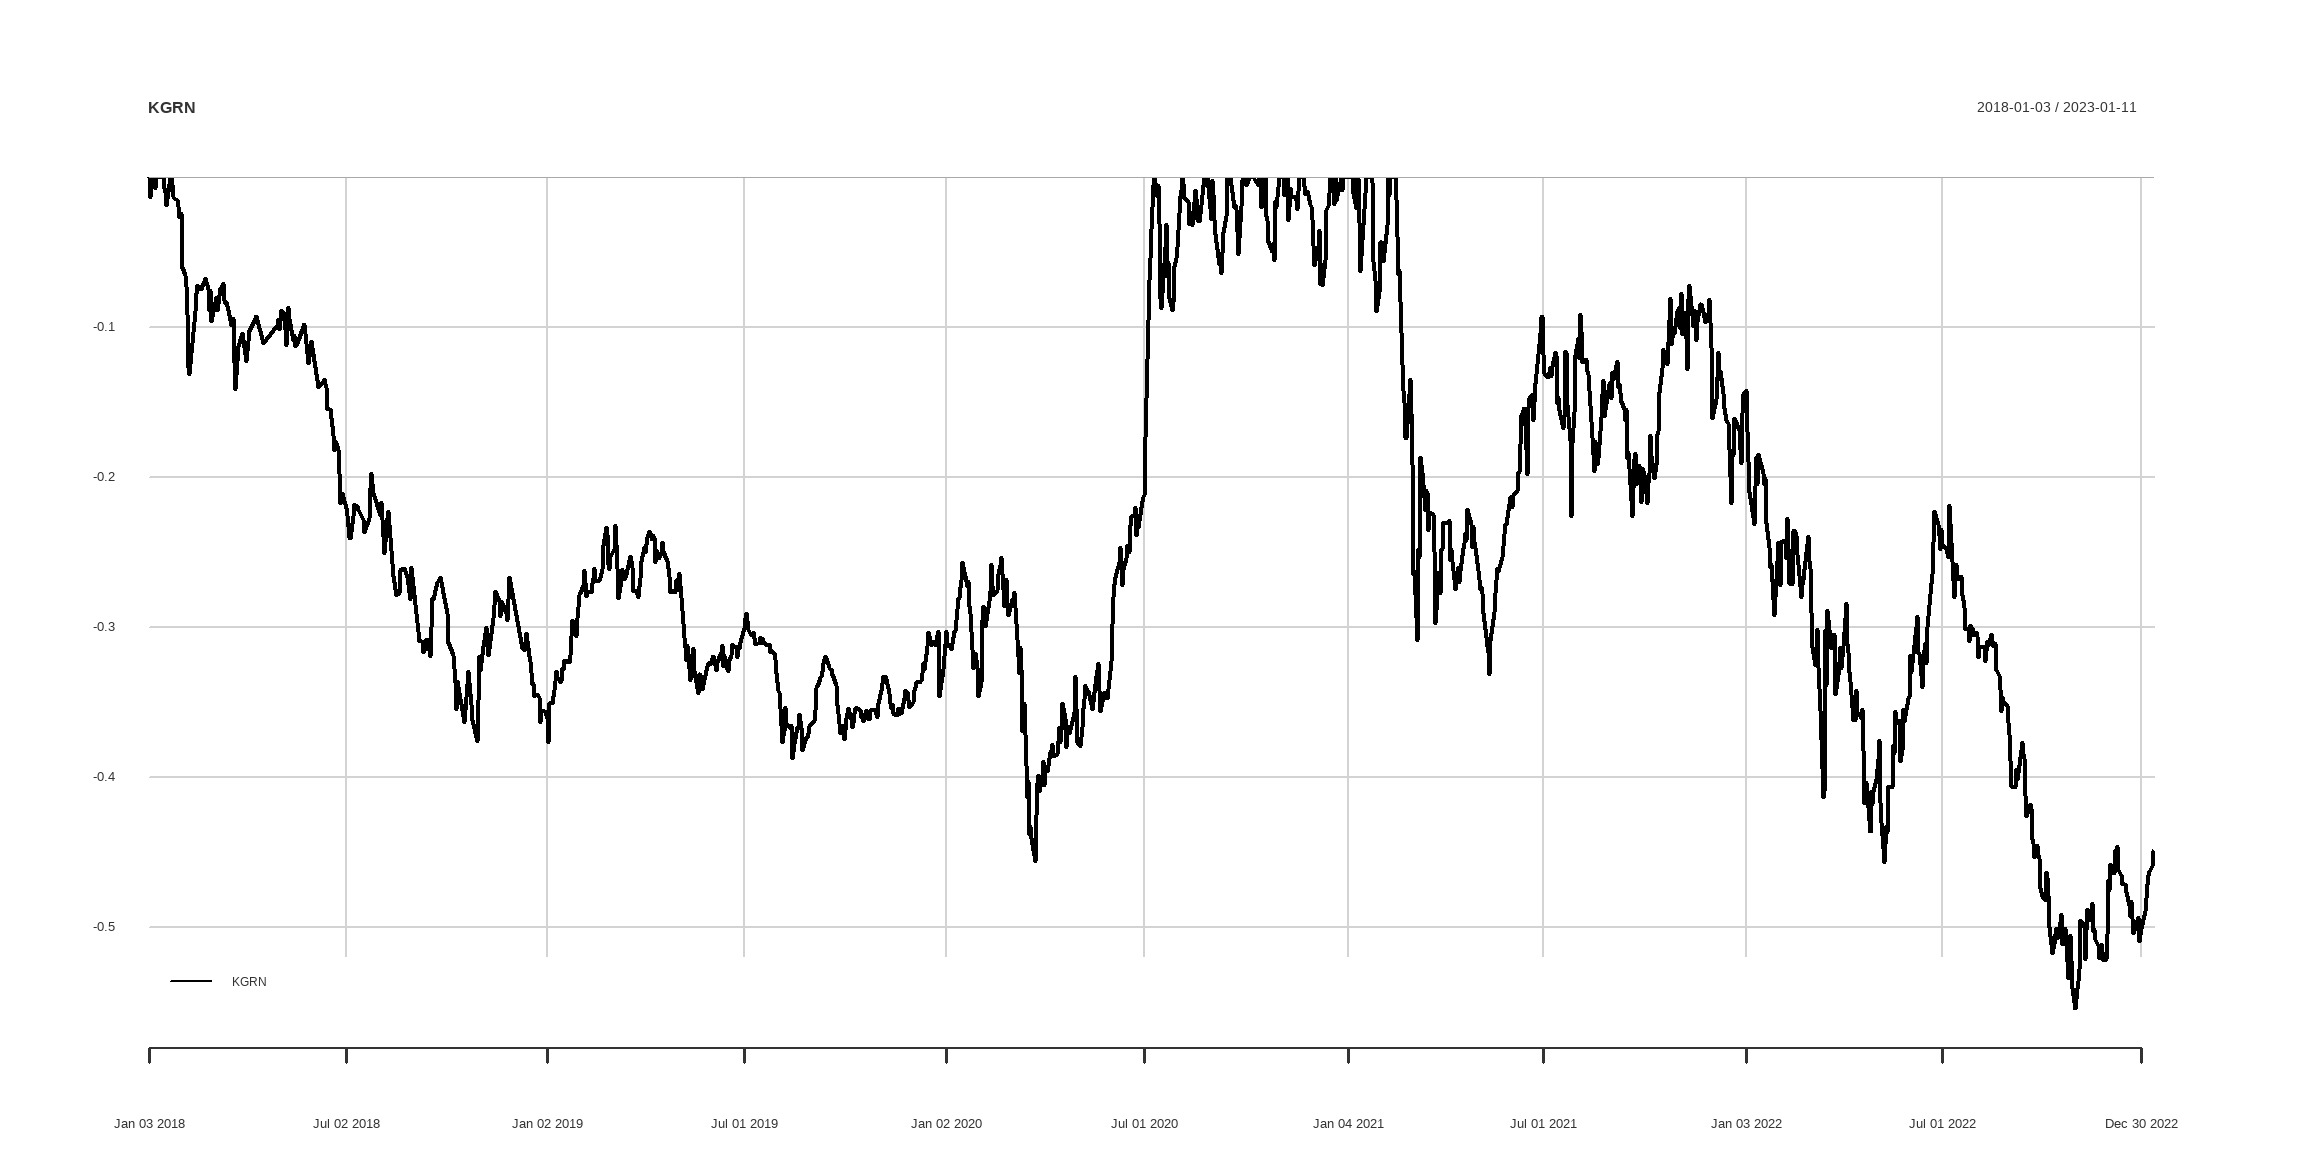 KGRN
2018-01-03 / 2023-01-11
-0.1
-0.2
-0.3
-0.4
-0.5
KGRN
Jan 03 2018
Jul 02 2018
Jan 02 2019
Jul 01 2019
Jan 02 2020
Jul 01 2020
Jan 04 2021
Jul 01 2021
Jan 03 2022
Jul 01 2022
Dec 30 2022